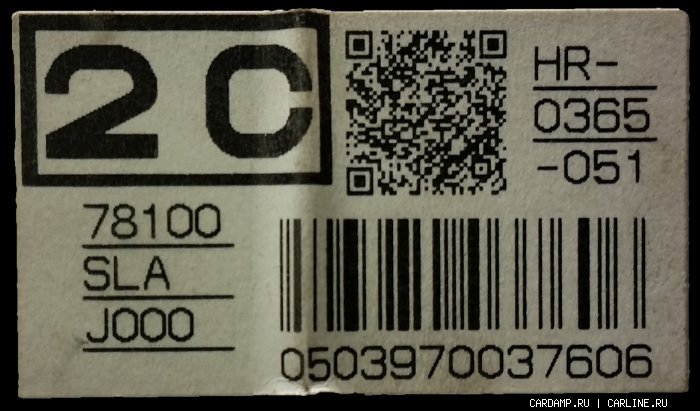 2C
HR-
0365
-051
78100
SLA
J000
0503970037606
CARDAMP.RU | CARLINE.RU